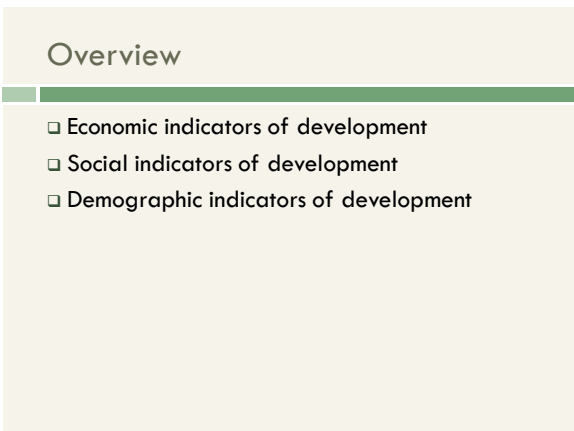 Overview
Economic indicators of development
Social indicators of development
Demographic indicators of development